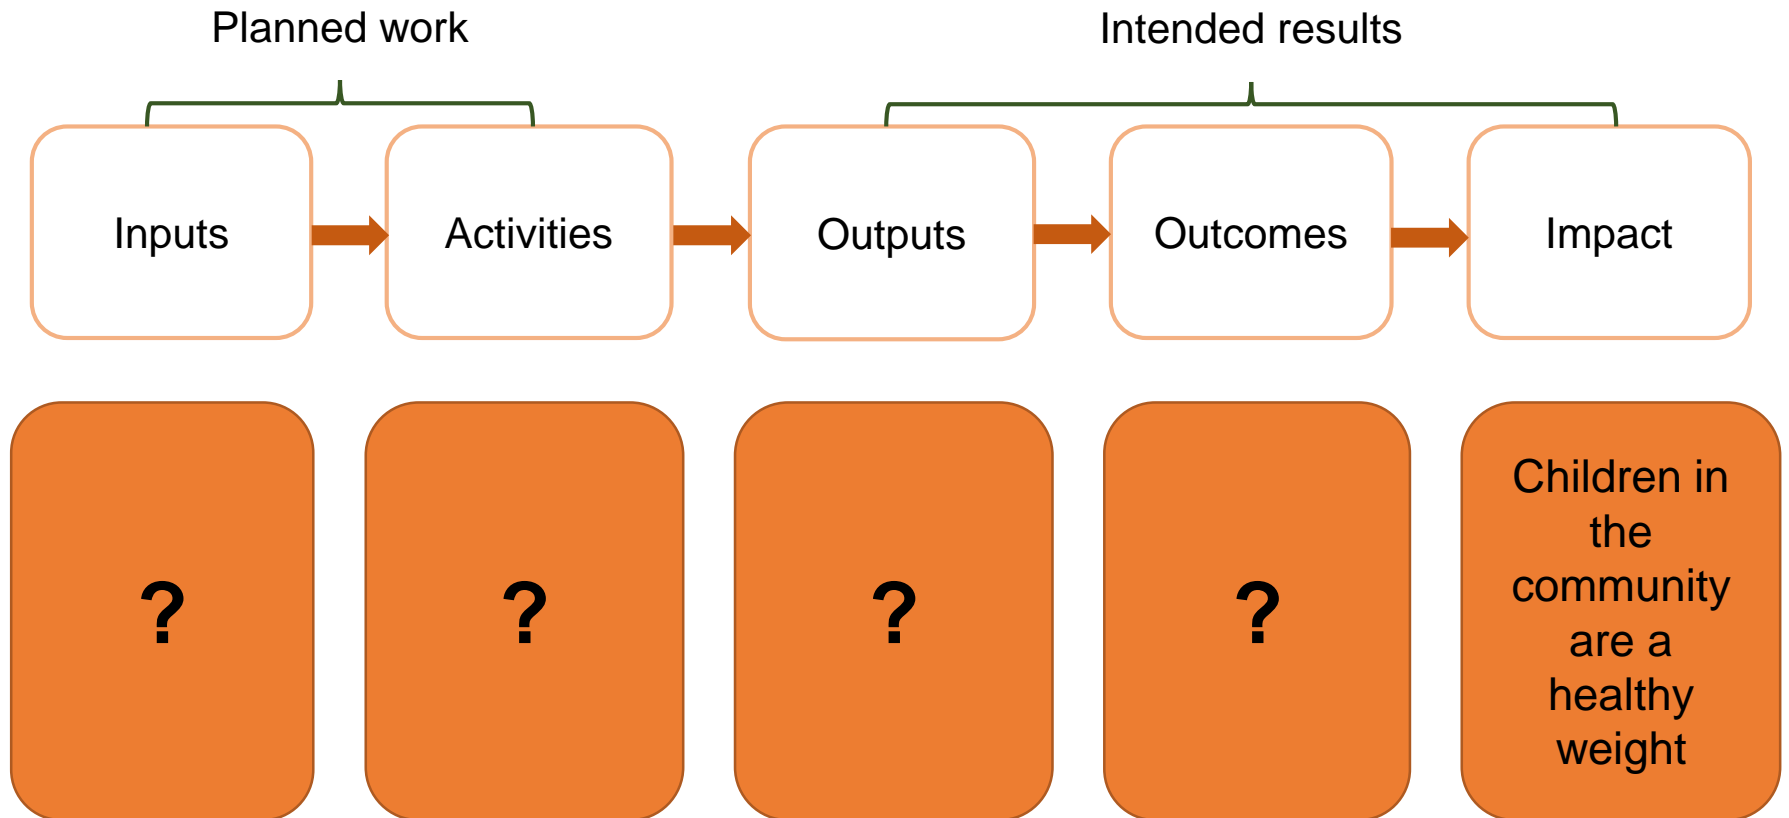 Planned work
Intended results
Inputs
Activities
Outputs
Outcomes
Impact
?
?
?
?
Children in
the
community
are a
healthy
weight